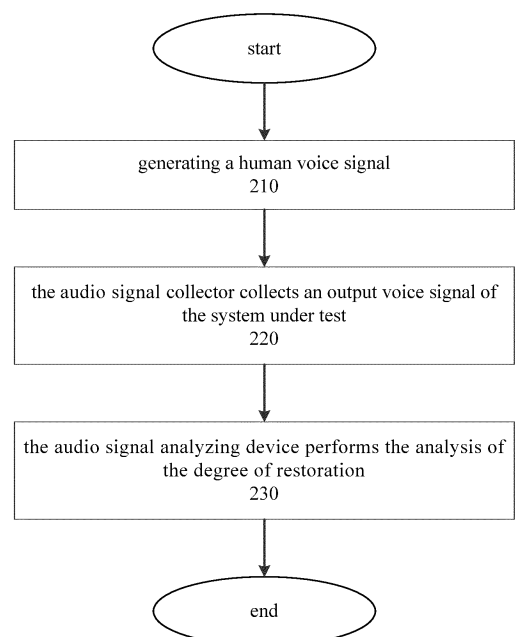 start
generating a human voice signal
210
the audio signal collector collects an output voice signal of
the system under test
220
the audio signal analyzing device performs the analysis of
the degree of restoration
230
end